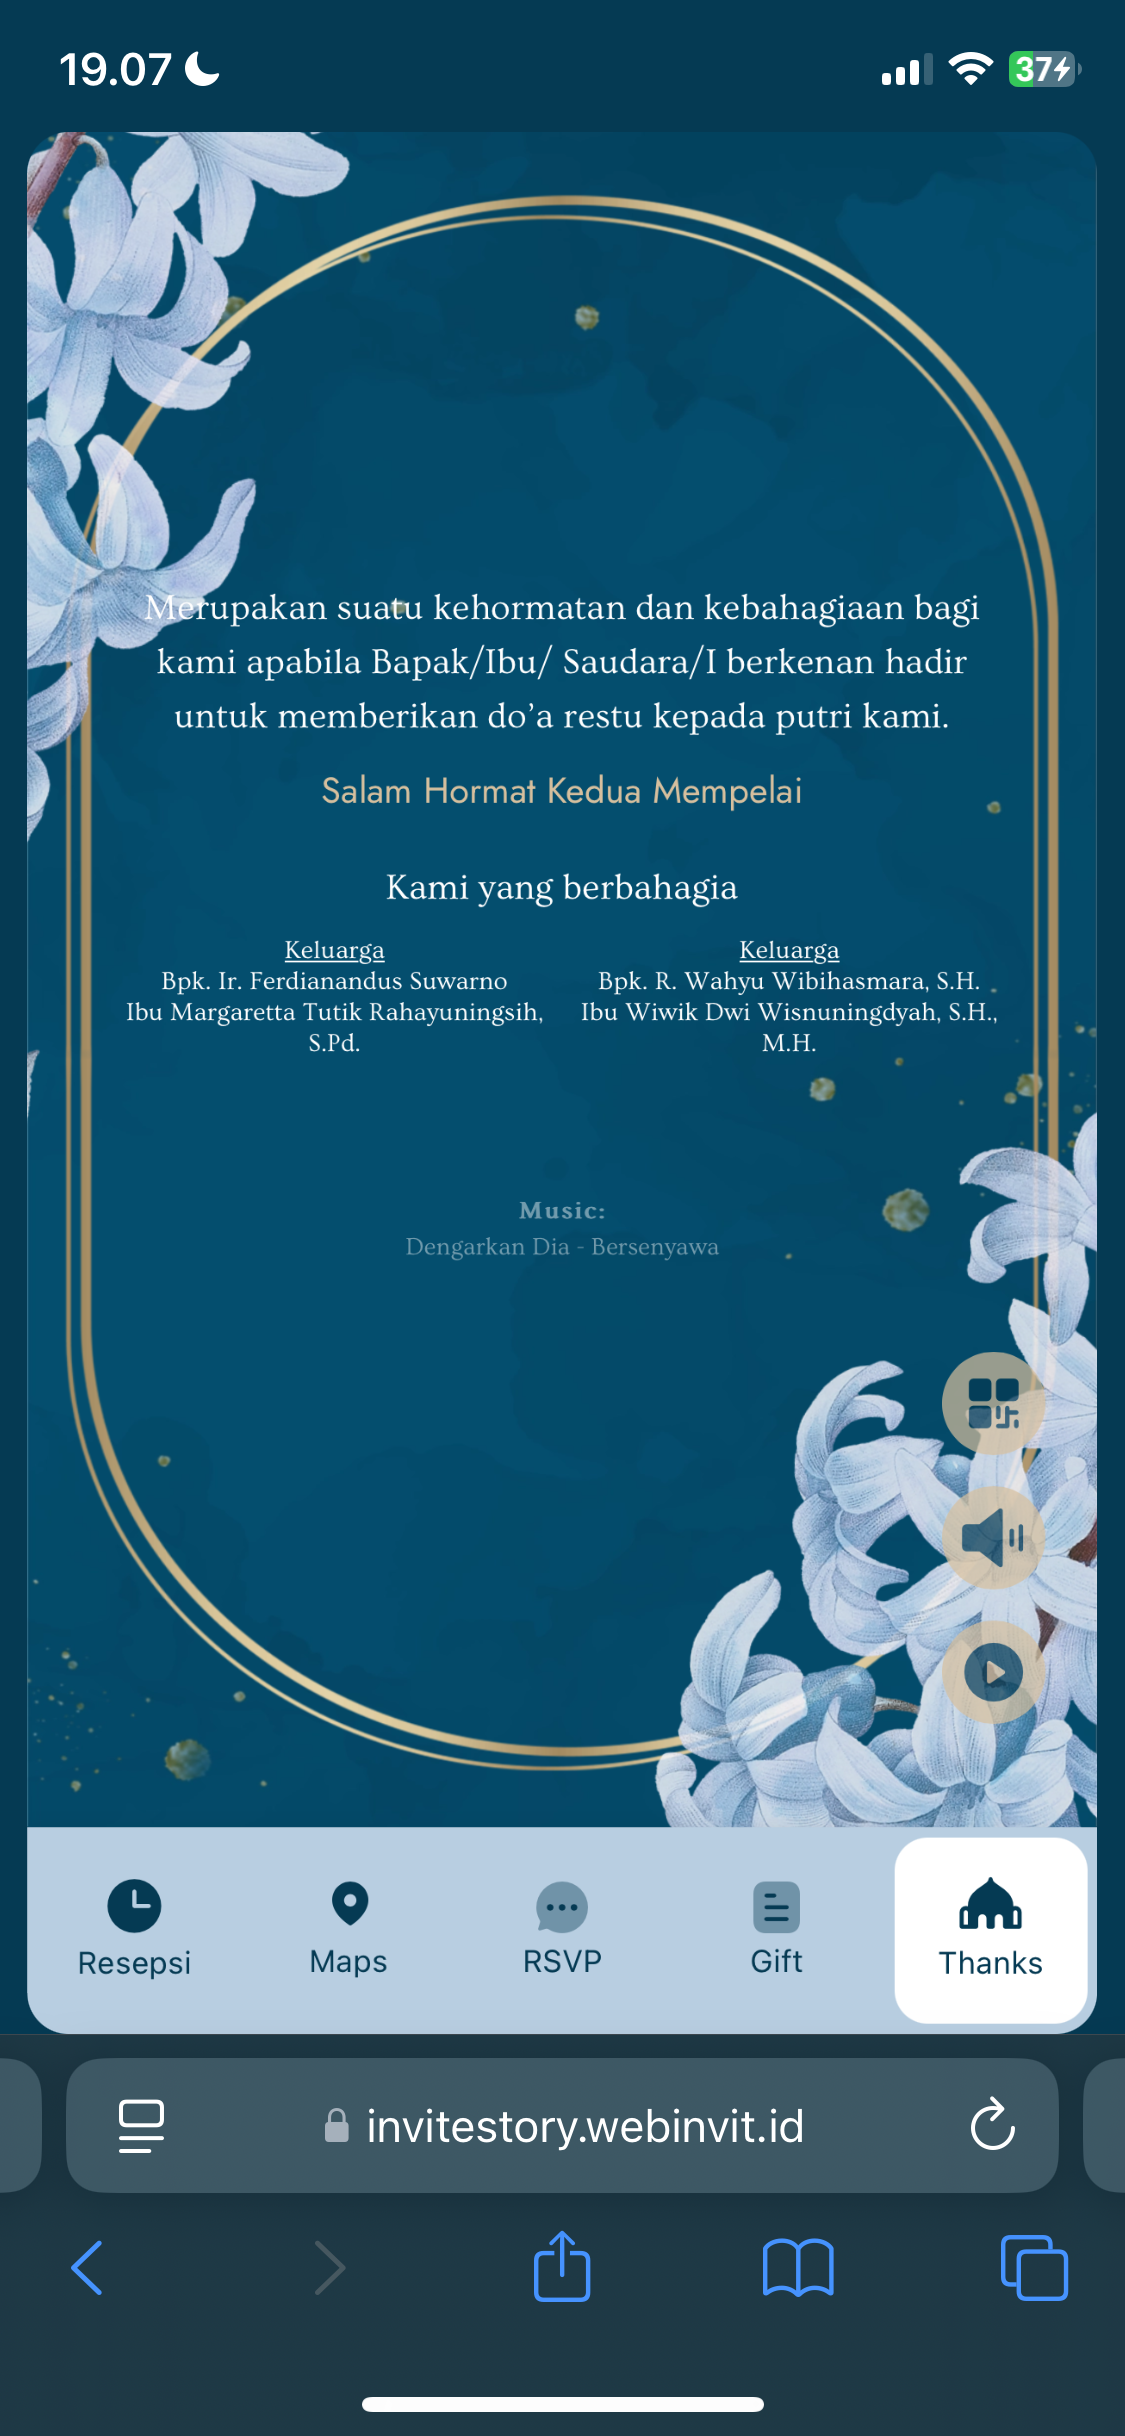 19.07
37
Merupakan suatu kehormatan dan kebahagiaan bagi
kami apabila Bapak/Ibu/ Saudara/I berkenan hadir
untuk memberikan do’a restu kepada putri kami.
Salam Hormat Kedua Mempelai
Kami yang berbahagia
Keluarga
Bpk. Ir. Ferdianandus Suwarno
Ibu Margaretta Tutik Rahayuningsih,
S.Pd.
Keluarga
Bpk. R. Wahyu Wibihasmara, S.H.
Ibu Wiwik Dwi Wisnuningdyah, S.H.,
M.H.
Music:
Dengarkan Dia - Bersenyawa
Resepsi
Maps
RSVP
Gift
Thanks
invitestory.webinvit.id